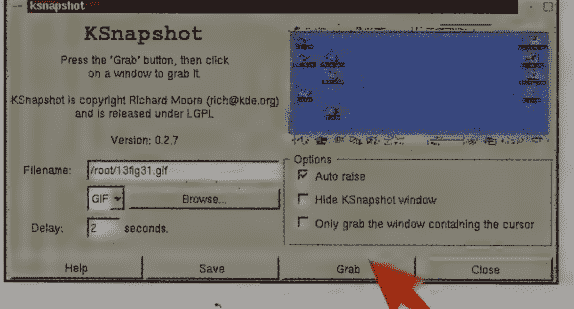 ksnapshot
KSnapshot
Press the 'Grab' button, then click
on a window to grab it.
KSnapshot is copyright Richard Moore (rich@kde.org)
and is released under LGPL
Version: 0.2.7
Filename: /root/13fig31.gif
GIF Browse...
Delay: 2 seconds.
Options
Auto raise
Hide KSnapshot window
Only grab the window containing the cursor
Help Save Grab Close